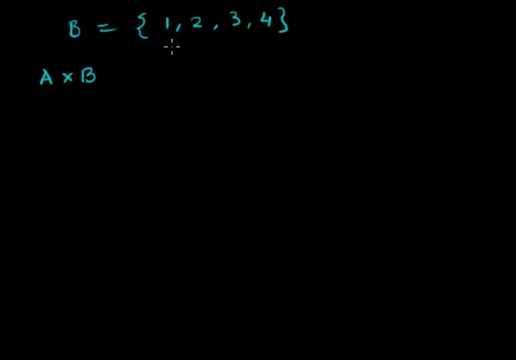 B = { 1, 2, 3, 4 }
A × B